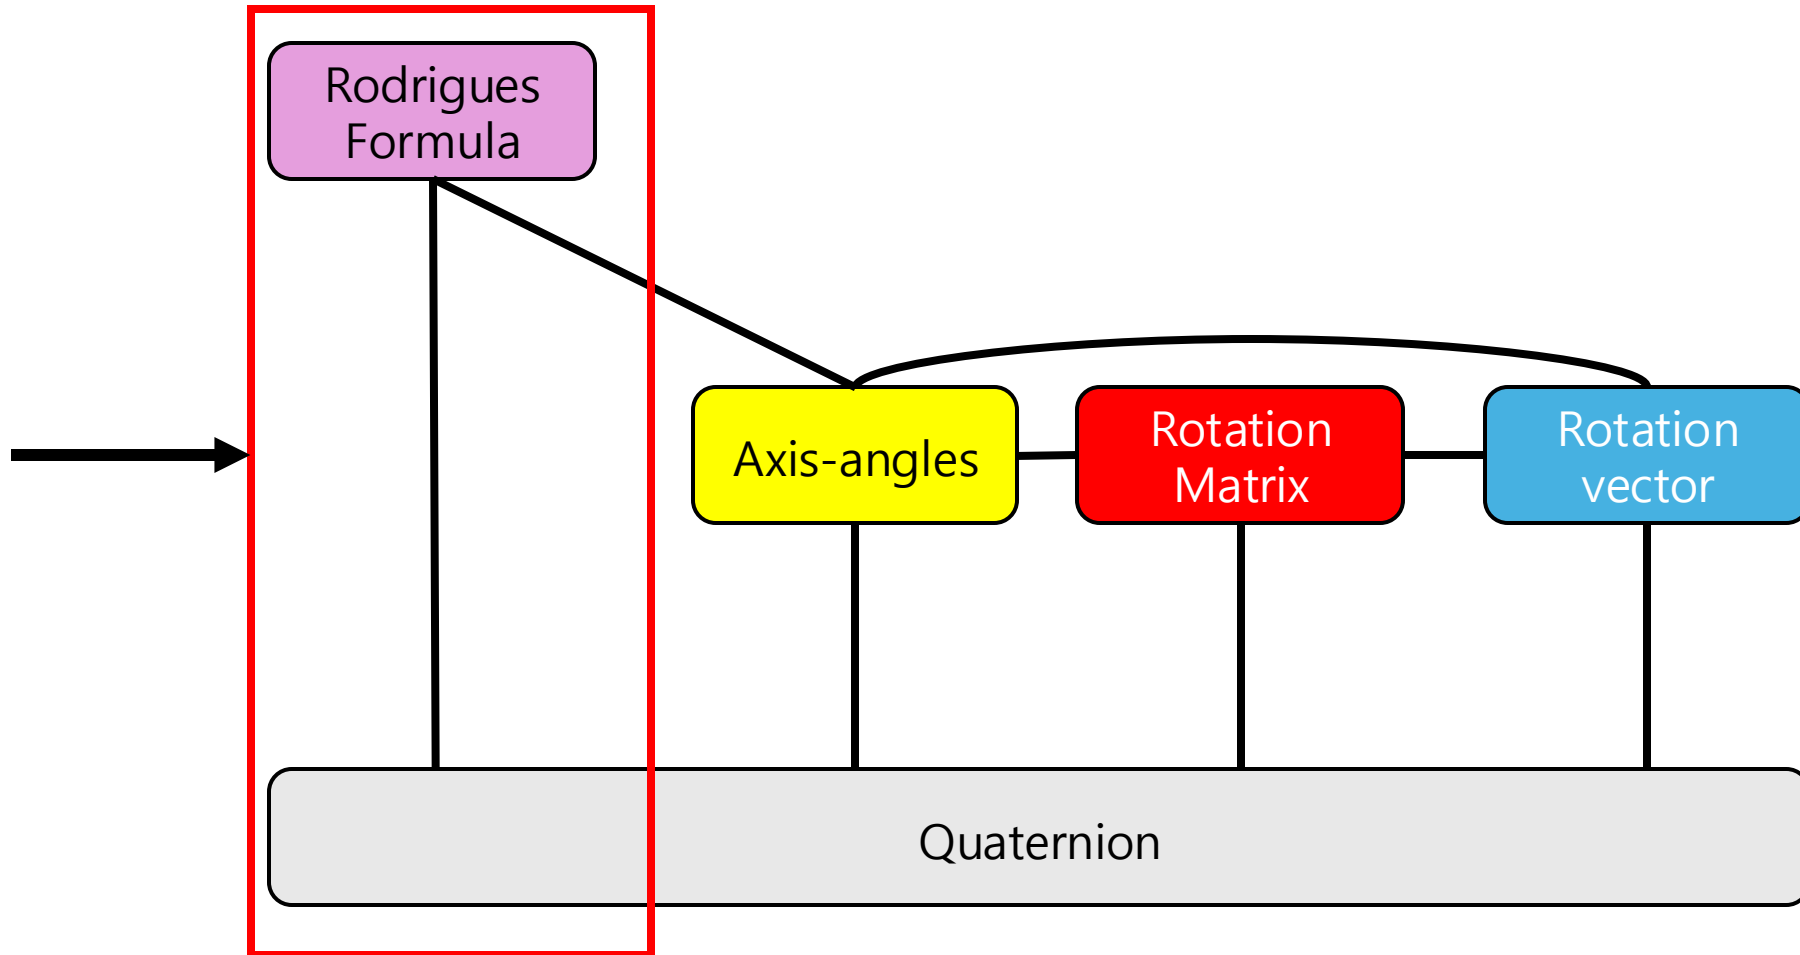 Rodrigues
Formula
Axis-angles
Rotation
Matrix
Rotation
vector
Quaternion